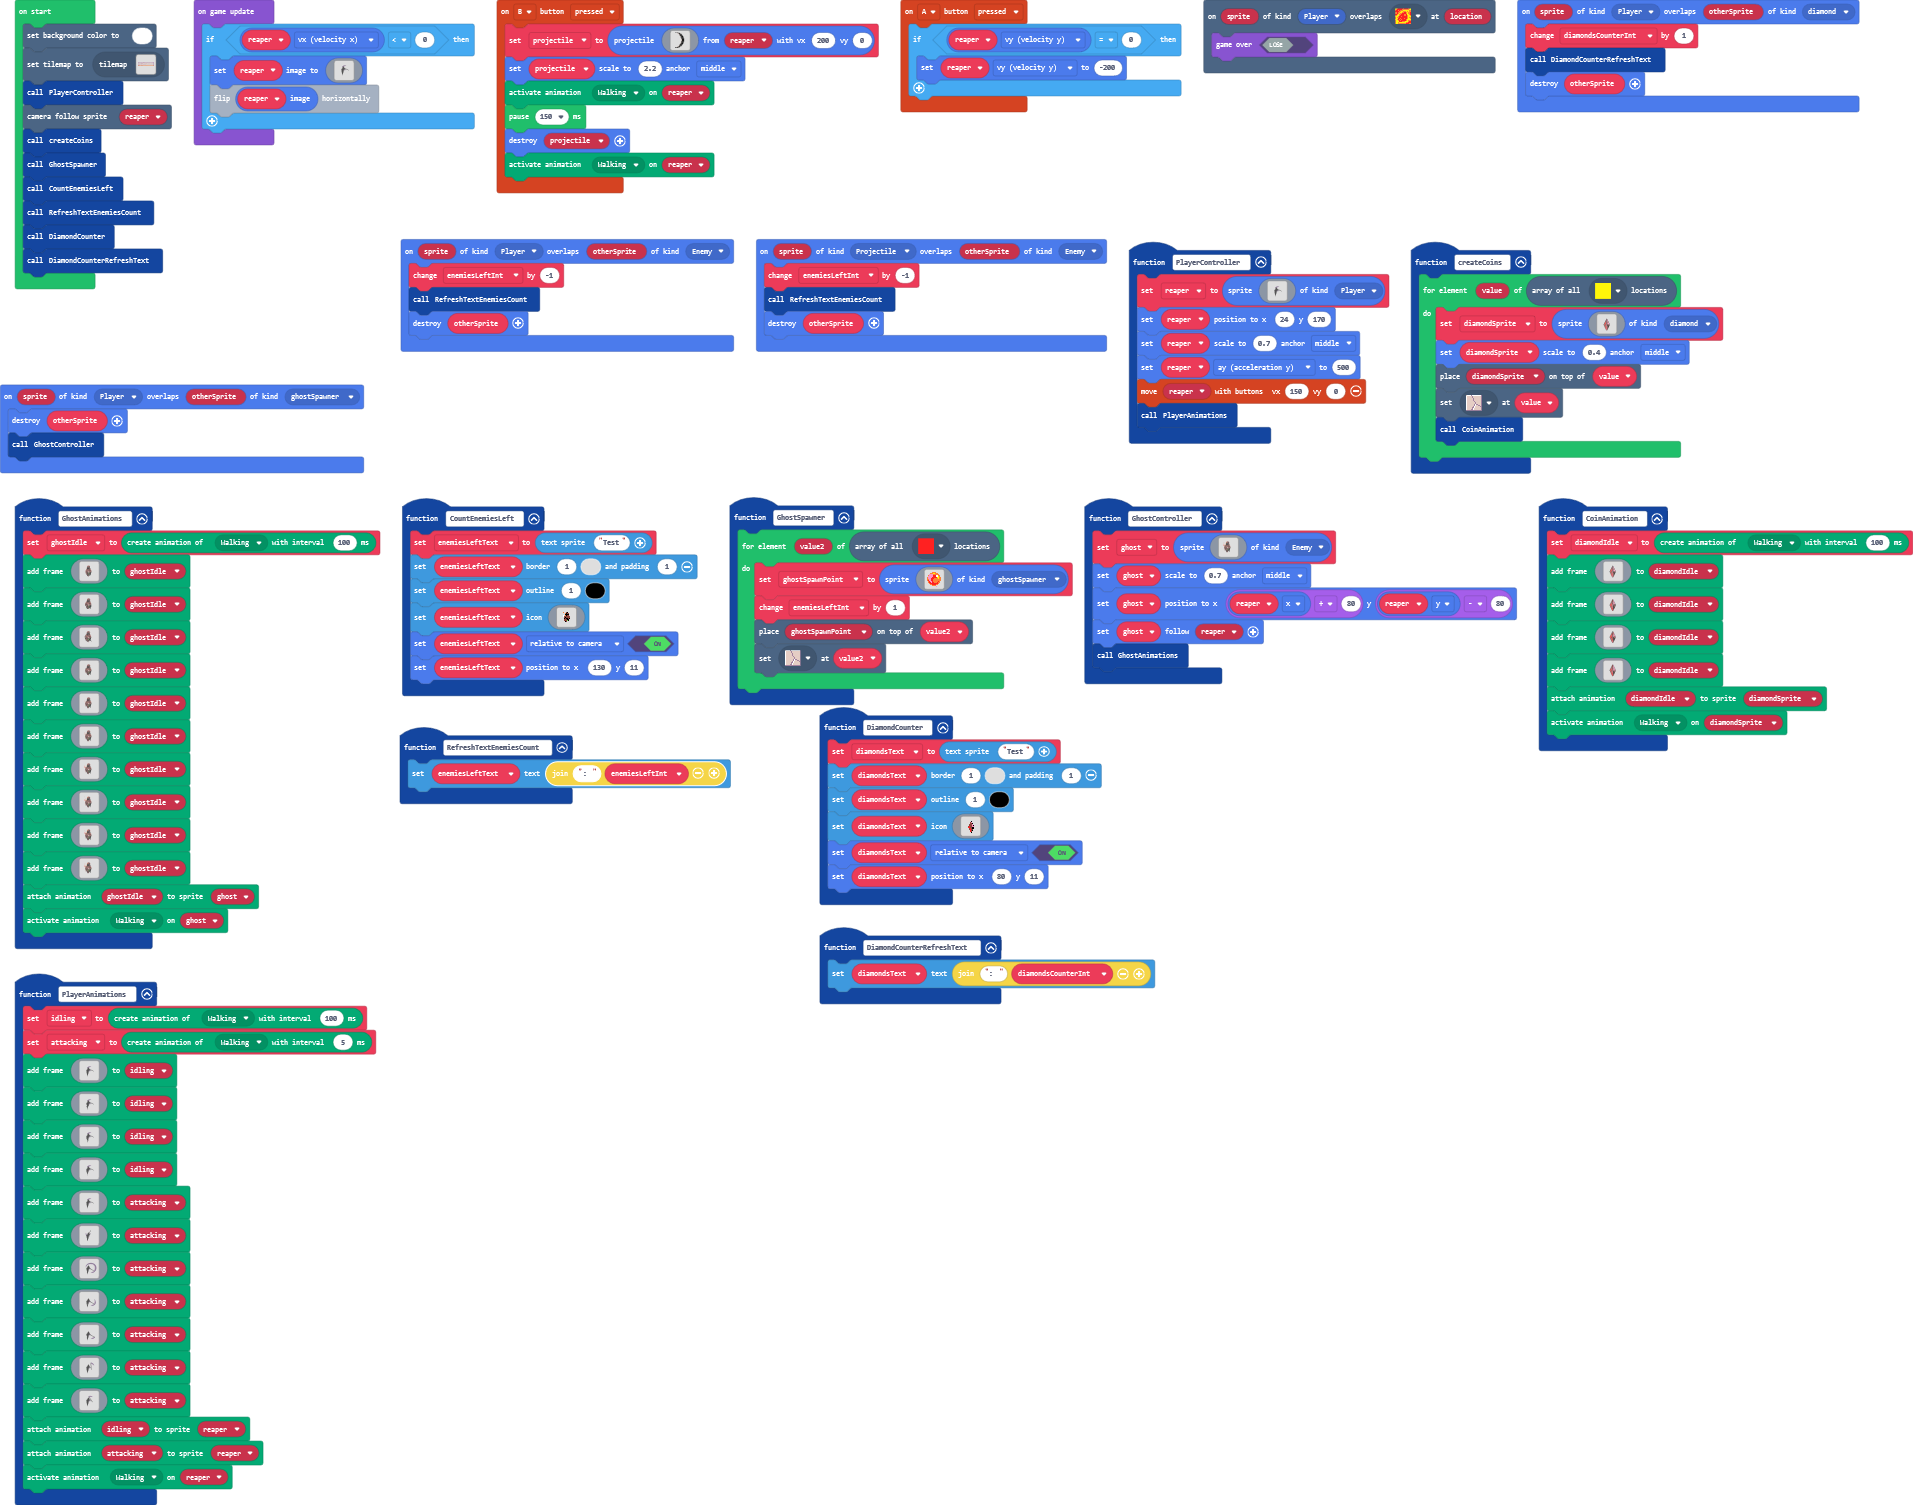 on start
set background color to
set tilemap to tilemap
call PlayerController
camera follow sprite reaper
call createCoins
call GhostSpawner
call CountEnemiesLeft
call RefreshTextEnemiesCount
call DiamondCounter
call DiamondCounterRefreshText
on game update
if reaper vx (velocity x) < 0 then
set reaper image to
flip reaper image horizontally
on B button pressed
set projectile to projectile from reaper with vx 200 vy 0
set projectile scale to 2.2 anchor middle
activate animation Walking on reaper
pause 150 ms
destroy projectile
activate animation Walking on reaper
on A button pressed
if reaper vy (velocity y) = 0 then
set reaper vy (velocity y) to -200
on sprite of kind Player overlaps at location
game over LOSE
on sprite of kind Player overlaps otherSprite of kind diamond
change diamondsCounterInt by 1
call DiamondCounterRefreshText
destroy otherSprite
on sprite of kind Player overlaps otherSprite of kind Enemy
change enemiesLeftInt by -1
call RefreshTextEnemiesCount
destroy otherSprite
on sprite of kind Projectile overlaps otherSprite of kind Enemy
change enemiesLeftInt by -1
call RefreshTextEnemiesCount
destroy otherSprite
function PlayerController
set reaper to sprite of kind Player
set reaper position to x 24 y 170
set reaper scale to 0.7 anchor middle
set reaper ay (acceleration y) to 500
move reaper with buttons vx 150 vy 0
call PlayerAnimations
function createCoins
for element value of array of all locations
do
set diamondSprite to sprite of kind diamond
set diamondSprite scale to 0.4 anchor middle
place diamondSprite on top of value
set at value
call CoinAnimation
on sprite of kind Player overlaps otherSprite of kind ghostSpawner
destroy otherSprite
call GhostController
function GhostAnimations
set ghostIdle to create animation of Walking with interval 100 ms
add frame to ghostIdle
add frame to ghostIdle
add frame to ghostIdle
add frame to ghostIdle
add frame to ghostIdle
add frame to ghostIdle
add frame to ghostIdle
add frame to ghostIdle
add frame to ghostIdle
add frame to ghostIdle
attach animation ghostIdle to sprite ghost
activate animation Walking on ghost
function CountEnemiesLeft
set enemiesLeftText to text sprite "Test"
set enemiesLeftText border 1 and padding 1
set enemiesLeftText outline 1
set enemiesLeftText icon
set enemiesLeftText relative to camera ON
set enemiesLeftText position to x 130 y 11
function RefreshTextEnemiesCount
set enemiesLeftText text join ": " enemiesLeftInt
function GhostSpawner
for element value2 of array of all locations
do
set ghostSpawnPoint to sprite of kind ghostSpawner
change enemiesLeftInt by 1
place ghostSpawnPoint on top of value2
set at value2
function DiamondCounter
set diamondsText to text sprite "Test"
set diamondsText border 1 and padding 1
set diamondsText outline 1
set diamondsText icon
set diamondsText relative to camera ON
set diamondsText position to x 80 y 11
function DiamondCounterRefreshText
set diamondsText text join ": " diamondsCounterInt
function GhostController
set ghost to sprite of kind Enemy
set ghost scale to 0.7 anchor middle
set ghost position to x reaper x + 80 y reaper y - 80
set ghost follow reaper
call GhostAnimations
function CoinAnimation
set diamondIdle to create animation of Walking with interval 100 ms
add frame to diamondIdle
add frame to diamondIdle
add frame to diamondIdle
add frame to diamondIdle
attach animation diamondIdle to sprite diamondSprite
activate animation Walking on diamondSprite
function PlayerAnimations
set idling to create animation of Walking with interval 100 ms
set attacking to create animation of Walking with interval 5 ms
add frame to idling
add frame to idling
add frame to idling
add frame to idling
add frame to attacking
add frame to attacking
add frame to attacking
add frame to attacking
add frame to attacking
add frame to attacking
add frame to attacking
attach animation idling to sprite reaper
attach animation attacking to sprite reaper
activate animation Walking on reaper